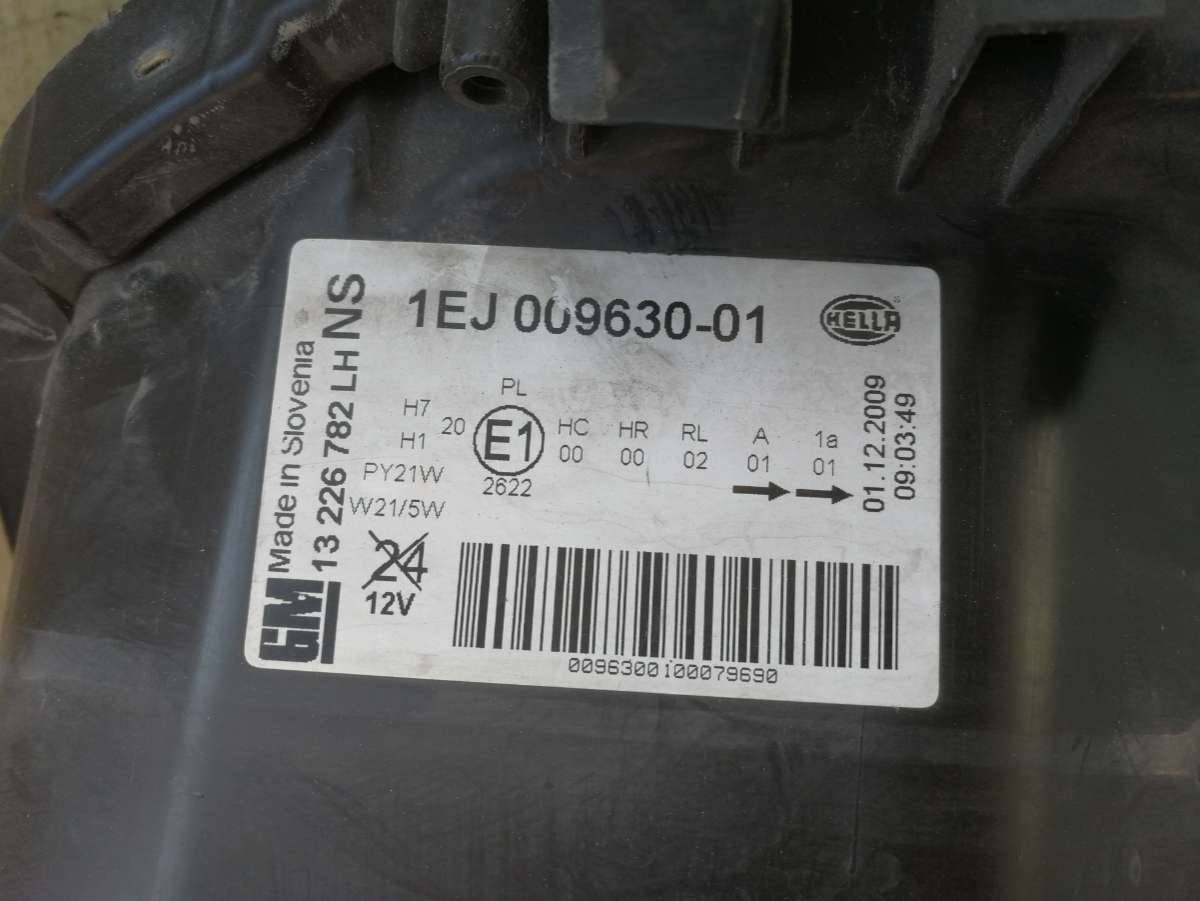 1EJ 009630-01
HELLA
Made in Slovenia
13 226 782 LH NS
GM
H7
H1
PY21W
W21/5W
24
12V
PL
20 E1
2622
HC
00
HR
00
RL
02
A
01
1a
01
01.12.2009
09:03:49
009630010007969​0